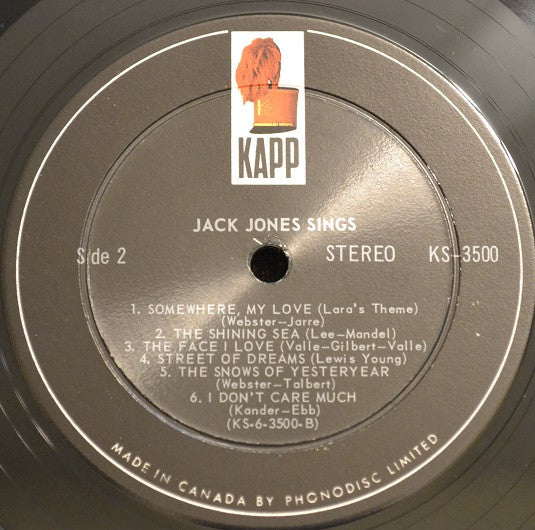 KAPP
JACK JONES SINGS
Side 2
STEREO KS-3500
1. SOMEWHERE, MY LOVE (Lara's Theme)
(Webster-Jarre)
2. THE SHINING SEA (Lee-Mandel)
3. THE FACE I LOVE (Valle-Gilbert-Valle)
4. STREET OF DREAMS (Lewis Young)
5. THE SNOWS OF YESTERYEAR
(Webster-Talbert)
6. I DON'T CARE MUCH
(Kander-Ebb)
(KS-6-3500-B)
MADE IN CANADA BY PHONODISC LIMITED